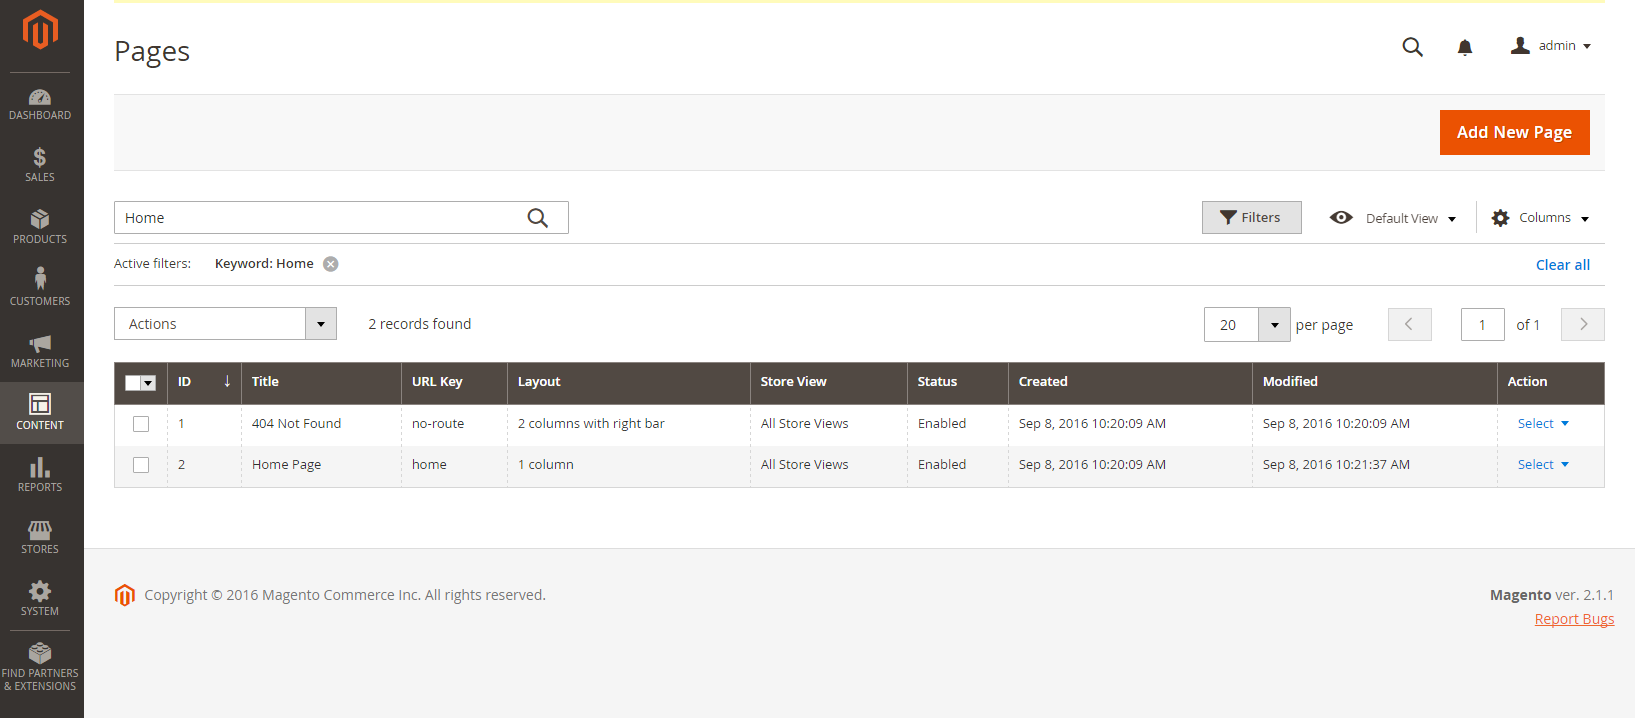 Pages
admin
DASHBOARD
SALES
PRODUCTS
CUSTOMERS
MARKETING
CONTENT
REPORTS
STORES
SYSTEM
FIND PARTNERS
& EXTENSIONS
Add New Page
Home Filters Default View Columns
Active filters: Keyword: Home Clear all
Actions 2 records found 20 per page 1 of 1
ID ↓ Title URL Key Layout Store View Status Created Modified Action
1 404 Not Found no-route 2 columns with right bar All Store Views Enabled Sep 8, 2016 10:20:09 AM Sep 8, 2016 10:20:09 AM Select
2 Home Page home 1 column All Store Views Enabled Sep 8, 2016 10:20:09 AM Sep 8, 2016 10:21:37 AM Select
Copyright © 2016 Magento Commerce Inc. All rights reserved. Magento ver. 2.1.1
Report Bugs